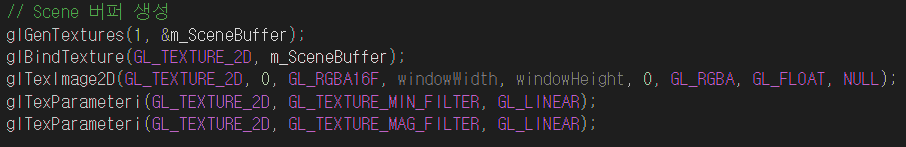 // Scene 버퍼 생성
glGenTextures(1, &m_SceneBuffer);
glBindTexture(GL_TEXTURE_2D, m_SceneBuffer);
glTexImage2D(GL_TEXTURE_2D, 0, GL_RGBA16F, windowWidth, windowHeight, 0, GL_RGBA, GL_FLOAT, NULL);
glTexParameteri(GL_TEXTURE_2D, GL_TEXTURE_MIN_FILTER, GL_LINEAR);
glTexParameteri(GL_TEXTURE_2D, GL_TEXTURE_MAG_FILTER, GL_LINEAR);